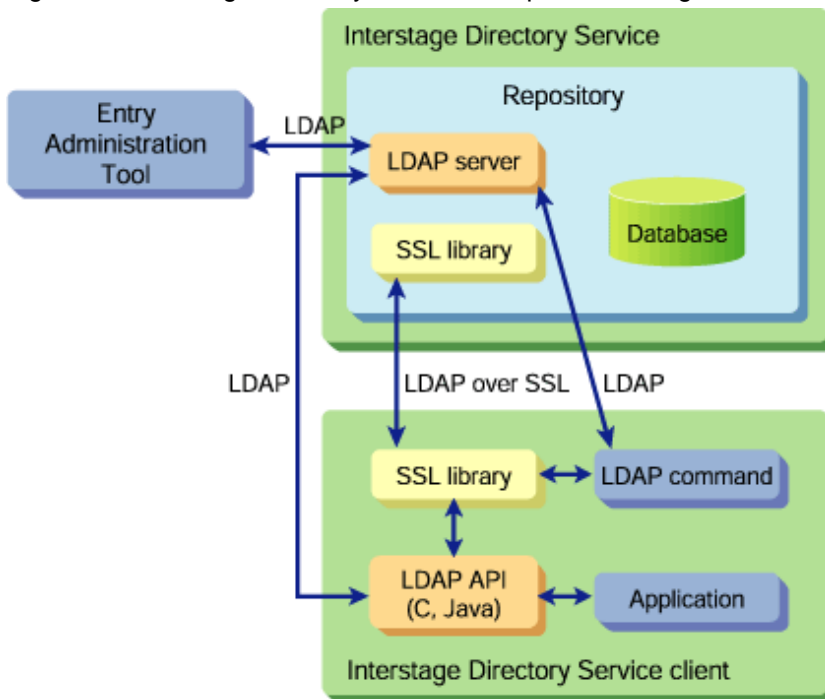 Interstage Directory Service
Repository
Entry
Administration
Tool
LDAP
LDAP server
SSL library
Database
LDAP
LDAP over SSL
LDAP
SSL library
LDAP command
LDAP API
(C, Java)
Application
Interstage Directory Service client